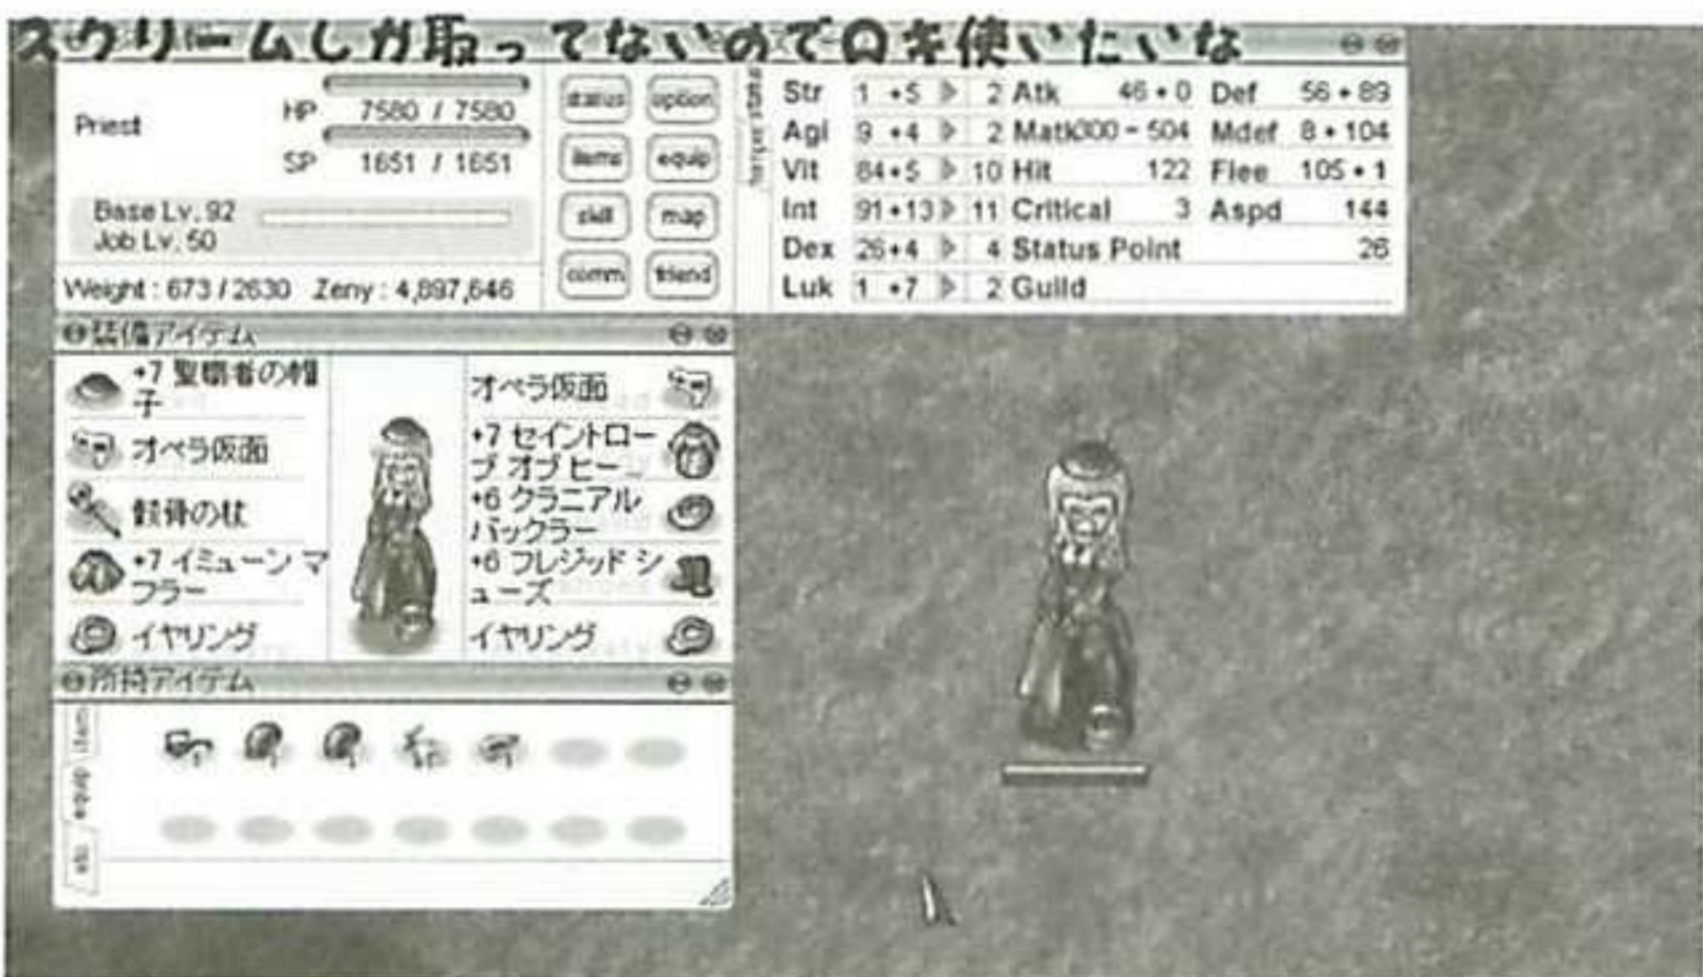 スクリームしか取ってないのでロキ使いたいな
Priest
HP 7580 / 7580
SP 1651 / 1651
Base Lv. 92
Job Lv. 50
Weight : 673 / 2630 Zeny : 4,897,646
status option
items equip
skill map
comm friend
Str 1 +5 2 Atk 46 + 0 Def 56 + 89
Agi 9 +4 2 Matk 300 ~ 504 Mdef 8 + 104
Vit 84+5 10 Hit 122 Flee 105 + 1
Int 91+13 11 Critical 3 Aspd 144
Dex 26+4 4 Status Point 26
Luk 1 +7 2 Guild
装備アイテム
+7 聖職者の帽
子
オペラ仮面
オペラ仮面
+7 セイントロー
ブ オブ ヒー
骸骨の杖
+6 クラニアル
バックラー
+7 イミューン マ
フラー
+6 フレジッド シ
ューズ
イヤリング
イヤリング
所持アイテム
item
equip
etc